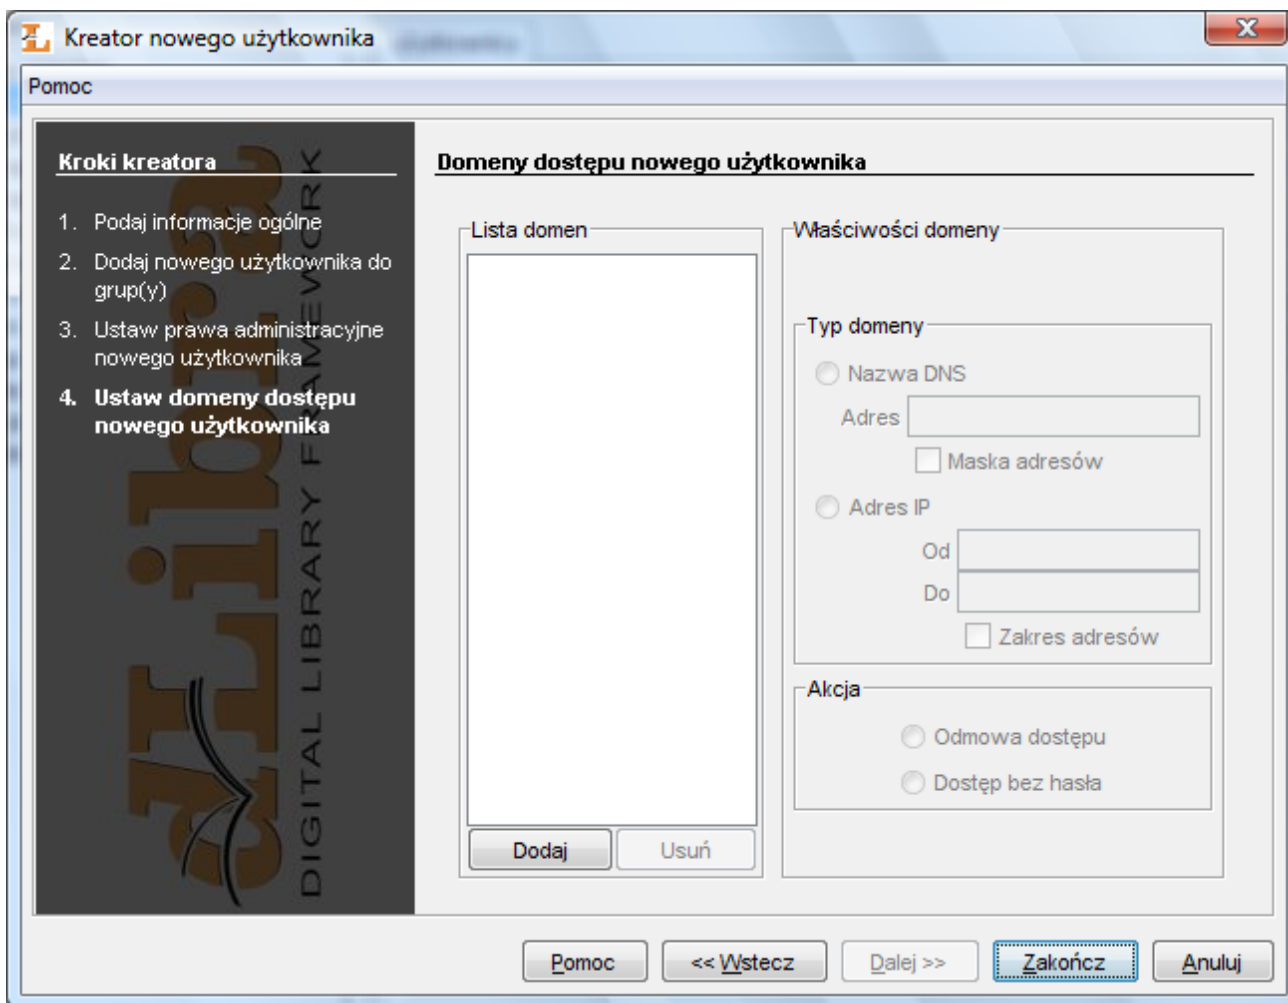 Kreator nowego użytkownika
Pomoc
Kroki kreatora
1. Podaj informacje ogólne
2. Dodaj nowego użytkownika do
grup(y)
3. Ustaw prawa administracyjne
nowego użytkownika
4. Ustaw domeny dostępu
nowego użytkownika
dLibra
DIGITAL LIBRARY FRAMEWORK
Domeny dostępu nowego użytkownika
Lista domen
Dodaj
Usuń
Właściwości domeny
Typ domeny
Nazwa DNS
Adres
Maska adresów
Adres IP
Od
Do
Zakres adresów
Akcja
Odmowa dostępu
Dostęp bez hasła
Pomoc
<< Wstecz
Dalej >>
Zakończ
Anuluj